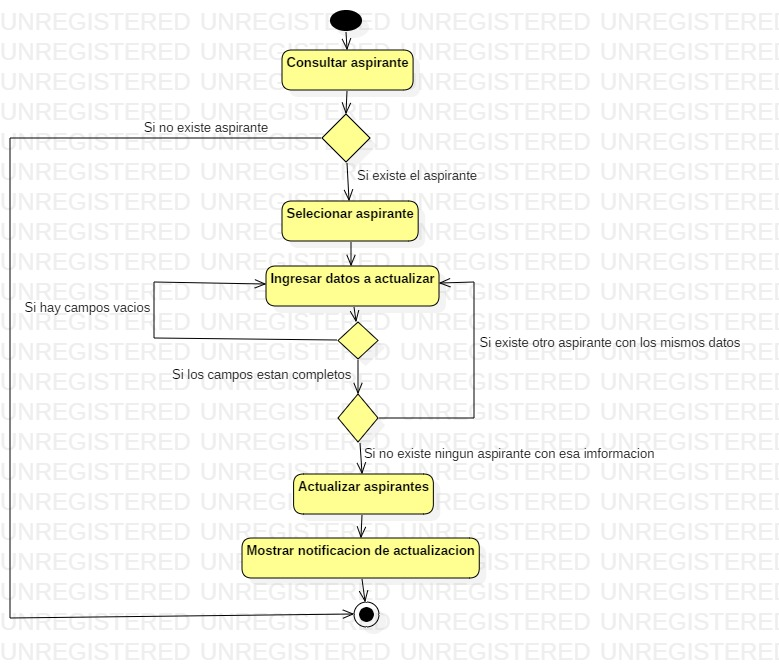 Consultar aspirante
Si no existe aspirante
Si existe el aspirante
Selecionar aspirante
Ingresar datos a actualizar
Si hay campos vacios
Si existe otro aspirante con los mismos datos
Si los campos estan completos
Si no existe ningun aspirante con esa imformacion
Actualizar aspirantes
Mostrar notificacion de actualizacion
UNREGISTERED